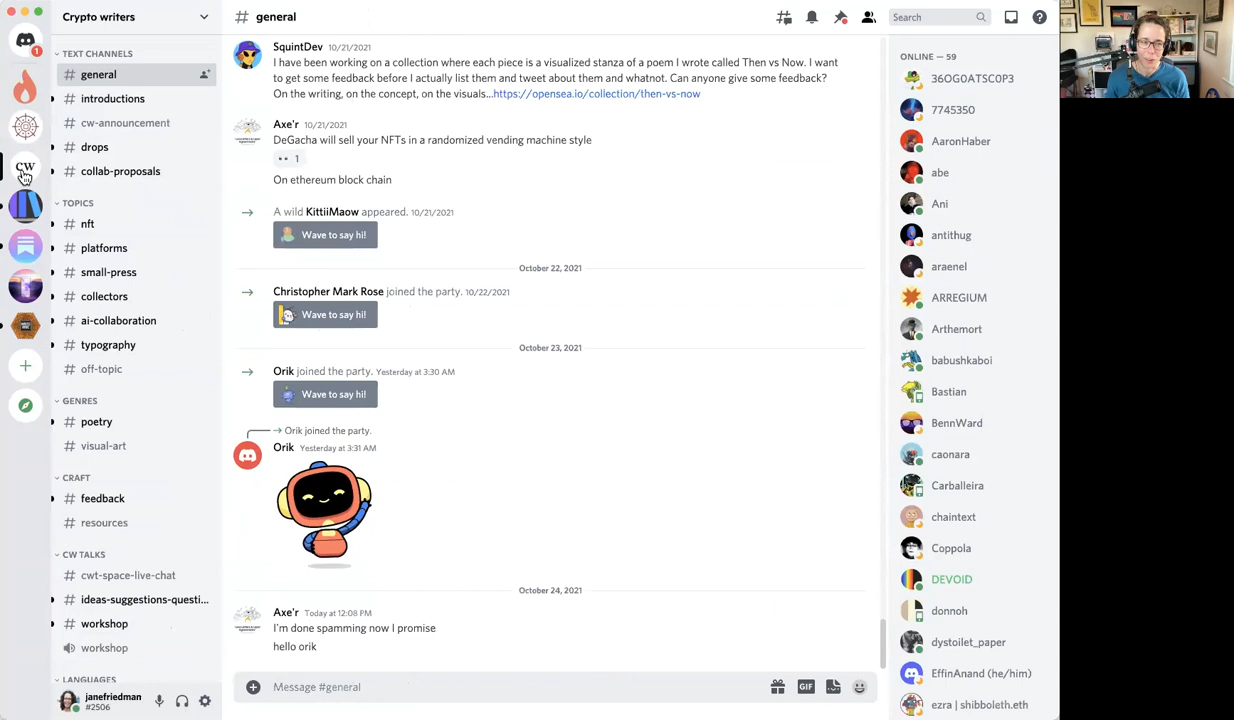 Crypto writers
# general
Search
1
TEXT CHANNELS
# general
# introductions
# cw-announcement
# drops
# collab-proposals
TOPICS
# nft
# platforms
# small-press
# collectors
# ai-collaboration
# typography
# off-topic
GENRES
# poetry
# visual-art
CRAFT
# feedback
# resources
CW TALKS
# cwt-space-live-chat
# ideas-suggestions-questi...
# workshop
workshop
LANGUAGES
janefriedman
#2506
CW
SquintDev 10/21/2021
I have been working on a collection where each piece is a visualized stanza of a poem I wrote called Then vs Now. I want
to get some feedback before I actually list them and tweet about them and whatnot. Can anyone give some feedback?
On the writing, on the concept, on the visuals...https://opensea.io/collection/then-vs-now
Axe'r 10/21/2021
DeGacha will sell your NFTs in a randomized vending machine style
1
On ethereum block chain
A wild KittiiMaow appeared. 10/21/2021
Wave to say hi!
October 22, 2021
Christopher Mark Rose joined the party. 10/22/2021
Wave to say hi!
October 23, 2021
Orik joined the party. Yesterday at 3:30 AM
Wave to say hi!
Orik joined the party.
Orik Yesterday at 3:31 AM
October 24, 2021
Axe'r Today at 12:08 PM
I'm done spamming now I promise
hello orik
Message #general
GIF
ONLINE — 59
36OG0ATSC0P3
7745350
AaronHaber
abe
Ani
antithug
araenel
ARREGIUM
Arthemort
babushkaboi
Bastian
BennWard
caonara
Carballeira
chaintext
Coppola
DEVOID
donnoh
dystoilet_paper
EffinAnand (he/him)
ezra | shibboleth.eth